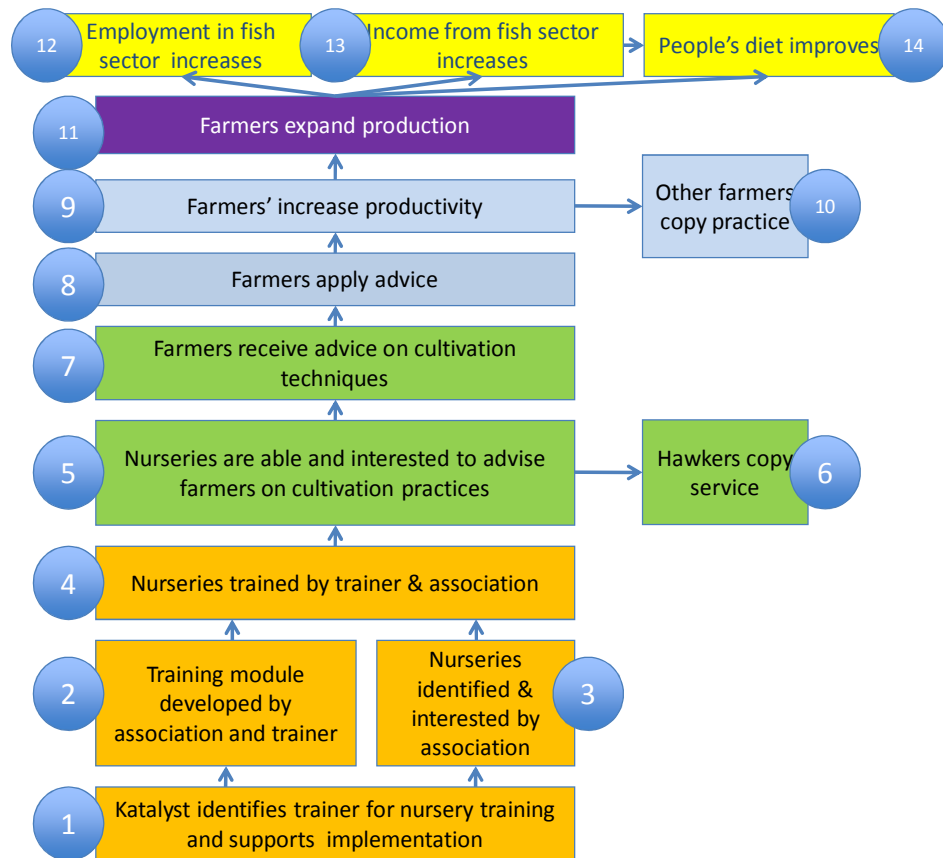 12
Employment in fish
sector increases
13
Income from fish sector
increases
People's diet improves
14
11
Farmers expand production
9
Farmers' increase productivity
Other farmers
copy practice
10
8
Farmers apply advice
7
Farmers receive advice on cultivation
techniques
5
Nurseries are able and interested to advise
farmers on cultivation practices
Hawkers copy
service
6
4
Nurseries trained by trainer & association
2
Training module
developed by
association and trainer
Nurseries
identified &
interested by
association
3
1
Katalyst identifies trainer for nursery training
and supports implementation